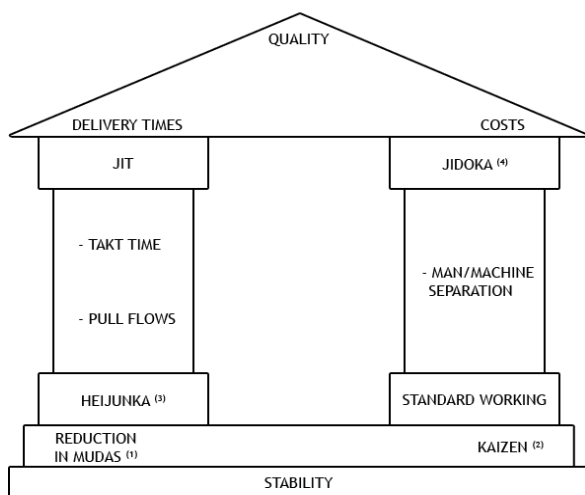 QUALITY
DELIVERY TIMES COSTS
JIT JIDOKA (4)
- TAKT TIME
- MAN/MACHINE
SEPARATION
- PULL FLOWS
HEIJUNKA (3) STANDARD WORKING
REDUCTION
IN MUDAS (1)
KAIZEN (2)
STABILITY